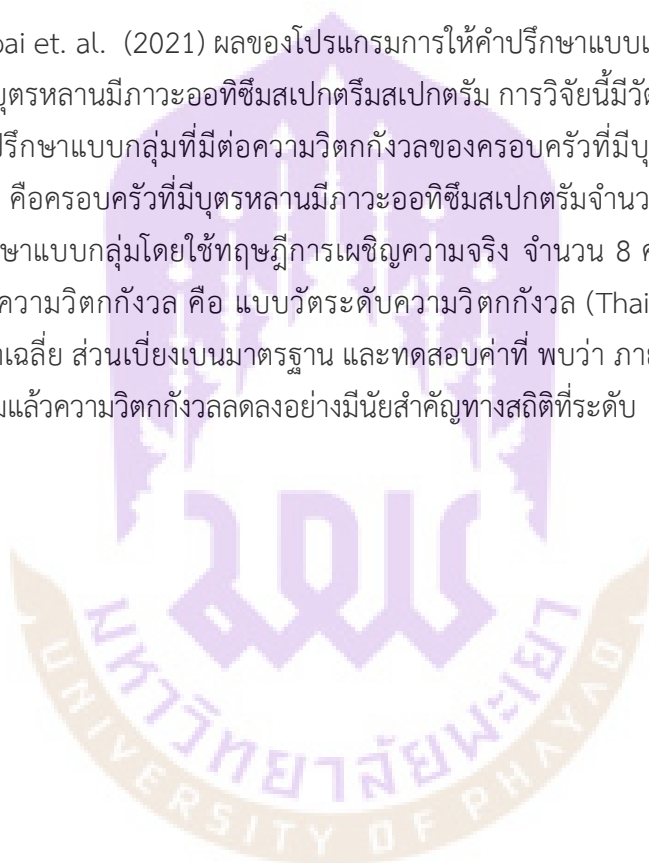 pai et. al. (2021) ผลของโปรแกรมการให้คำปรึกษาแบบ
บุตรหลานมีภาวะออทิซึมสเปกตรึมสเปกตรัม การวิจัยนี้มีวัต
ปรึกษาแบบกลุ่มที่มีต่อความวิตกกังวลของครอบครัวที่มีบุ
คือครอบครัวที่มีบุตรหลานมีภาวะออทิซึมสเปกตรัมจำนว
ษาแบบกลุ่มโดยใช้ทฤษฎีการเผชิญความจริง จำนวน 8 ค
ความวิตกกังวล คือ แบบวัตระดับความวิตกกังวล (Thai
าเฉลี่ย ส่วนเบี่ยงเบนมาตรฐาน และทดสอบค่าที พบว่า ภา
มแล้วความวิตกกังวลลดลงอย่างมีนัยสำคัญทางสถิติที่ระดับ
มหาวิทยาลัยพะเยา
UNIVERSITY OF PHAYAO